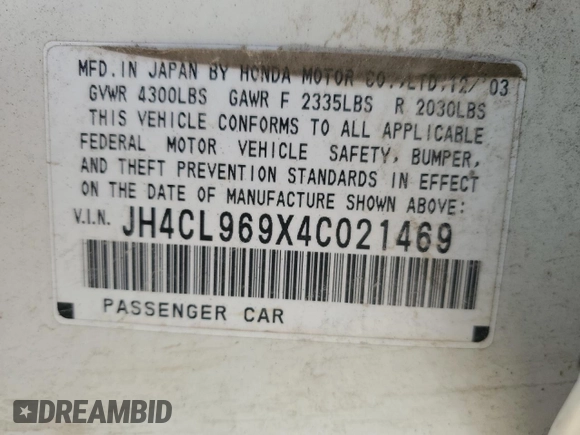 MFD.IN JAPAN BY HONDA MOTOR CO.,LTD.12/'03
GVWR 4300LBS GAWR F 2335LBS R 2030LBS
THIS VEHICLE CONFORMS TO ALL APPLICABLE
FEDERAL MOTOR VEHICLE SAFETY, BUMPER,
AND THEFT PREVENTION STANDARDS IN EFFECT
ON THE DATE OF MANUFACTURE SHOWN ABOVE:
V.I.N. JH4CL969X4C021469
PASSENGER CAR
DREAMBID